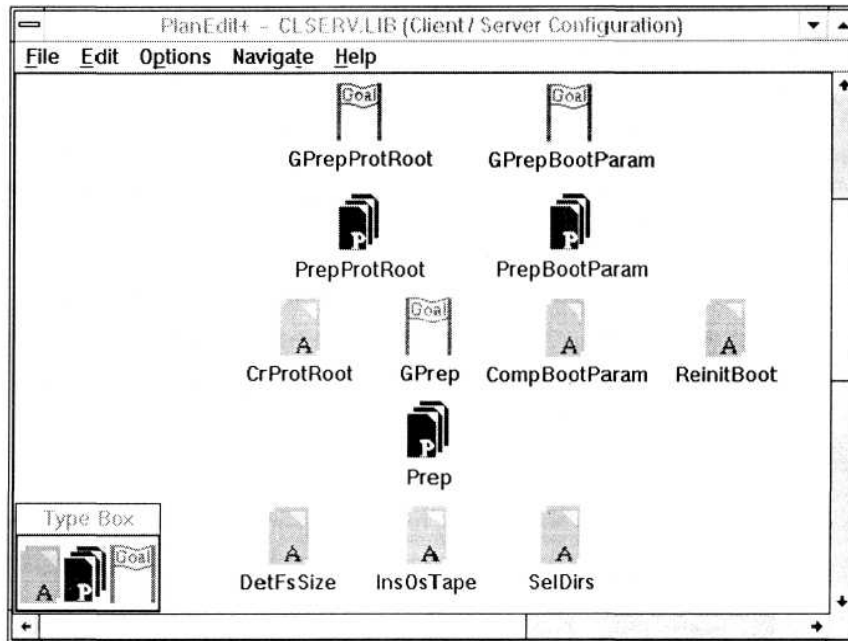 PlanEdit+ - CLSERV.LIB (Client / Server Configuration)
File Edit Options Navigate Help
Goal Goal
GPrepProtRoot GPrepBootParam
P P
PrepProtRoot PrepBootParam
A Goal A A
CrProtRoot GPrep CompBootParam ReinitBoot
P
Prep
Type Box
A A A
A P Goal
DetFsSize InsOsTape SelDirs